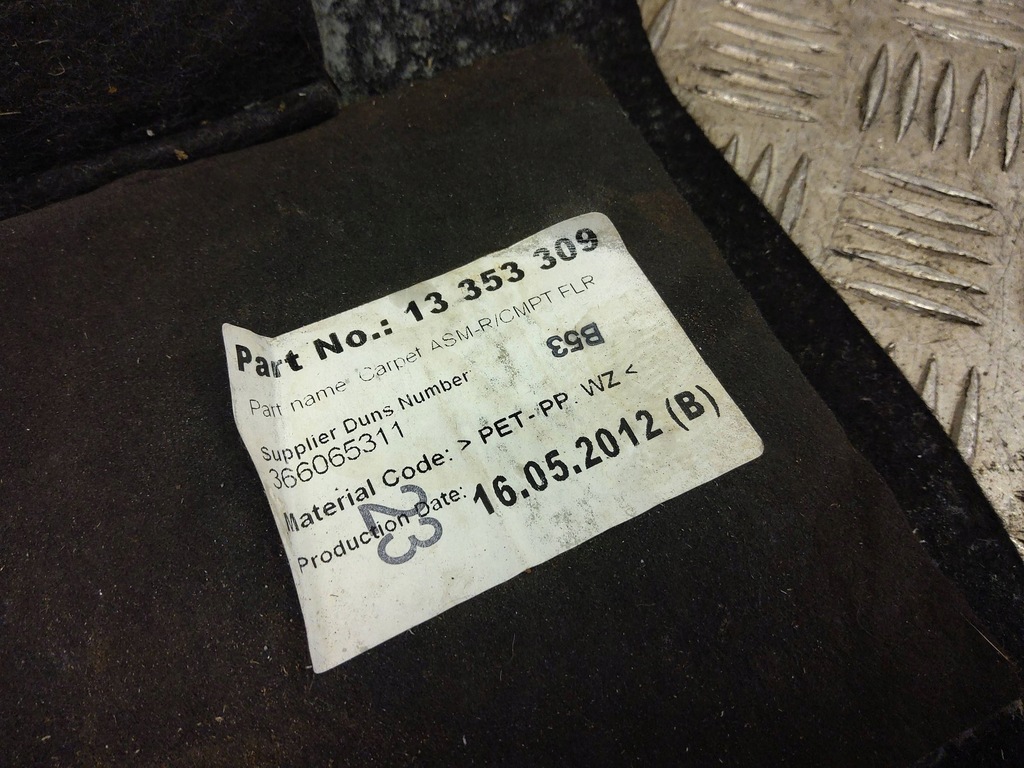 Part No.: 13 353 309
Part name: Carpet ASM-R/CMPT FLR
B53
Supplier Duns Number
366065311
Material Code: > PET- PP. WZ <
Production Date: 16.05.2012 (B)